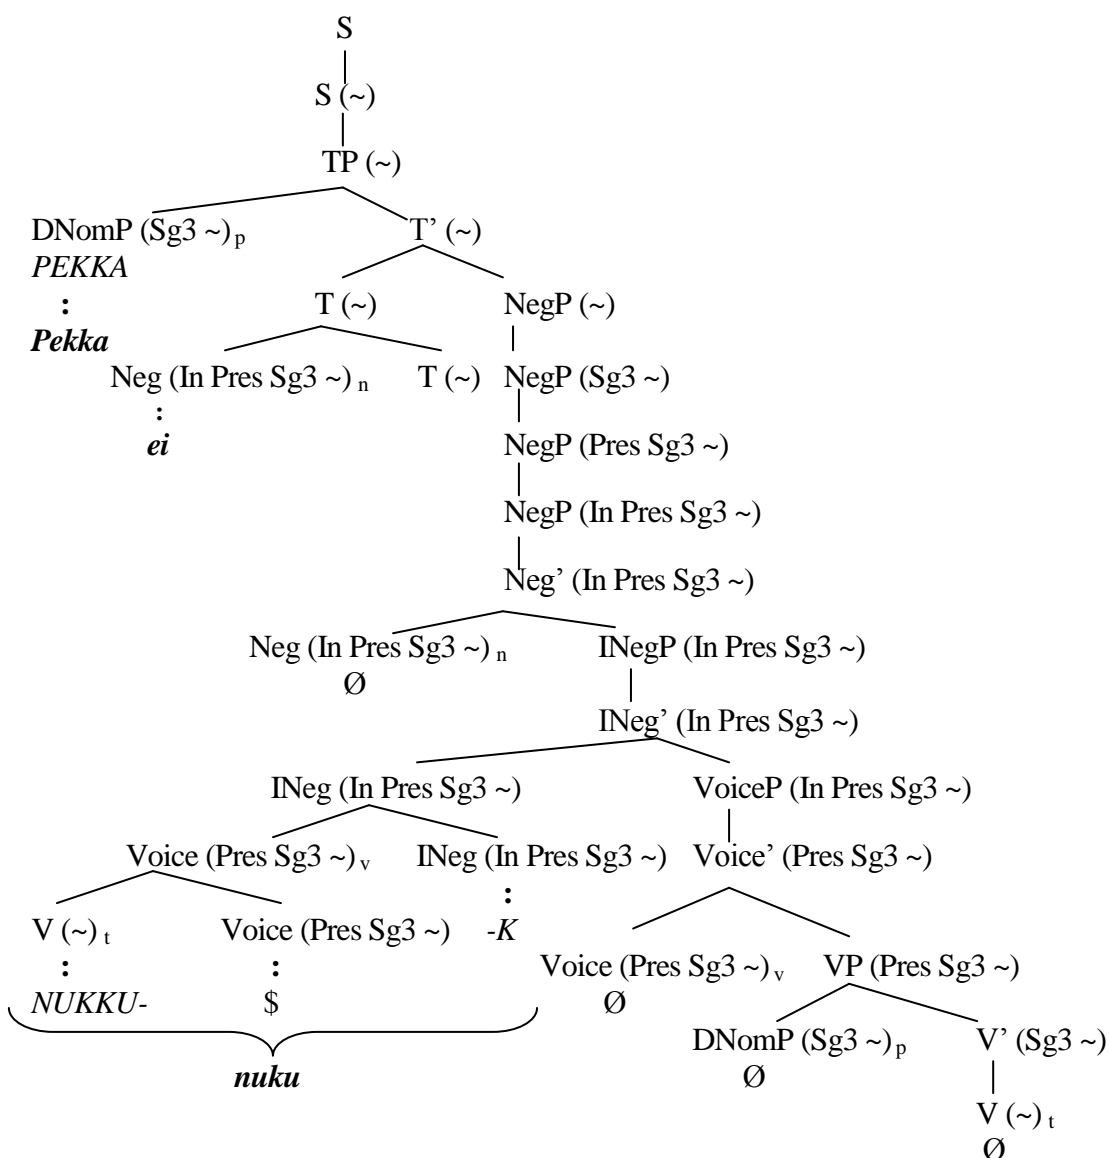 S
S (~)
TP (~)
DNomP (Sg3 ~) p T’ (~)
PEKKA
: T (~) NegP (~)
Pekka
Neg (In Pres Sg3 ~) n T (~) NegP (Sg3 ~)
:
ei NegP (Pres Sg3 ~)
NegP (In Pres Sg3 ~)
Neg’ (In Pres Sg3 ~)
Neg (In Pres Sg3 ~) n INegP (In Pres Sg3 ~)
Ø
INeg’ (In Pres Sg3 ~)
INeg (In Pres Sg3 ~) VoiceP (In Pres Sg3 ~)
Voice (Pres Sg3 ~) v INeg (In Pres Sg3 ~) Voice’ (Pres Sg3 ~)
:
V (~) t Voice (Pres Sg3 ~) -K
: : Voice (Pres Sg3 ~) v VP (Pres Sg3 ~)
NUKKU- $ Ø
DNomP (Sg3 ~) p V’ (Sg3 ~)
nuku Ø
V (~) t
Ø